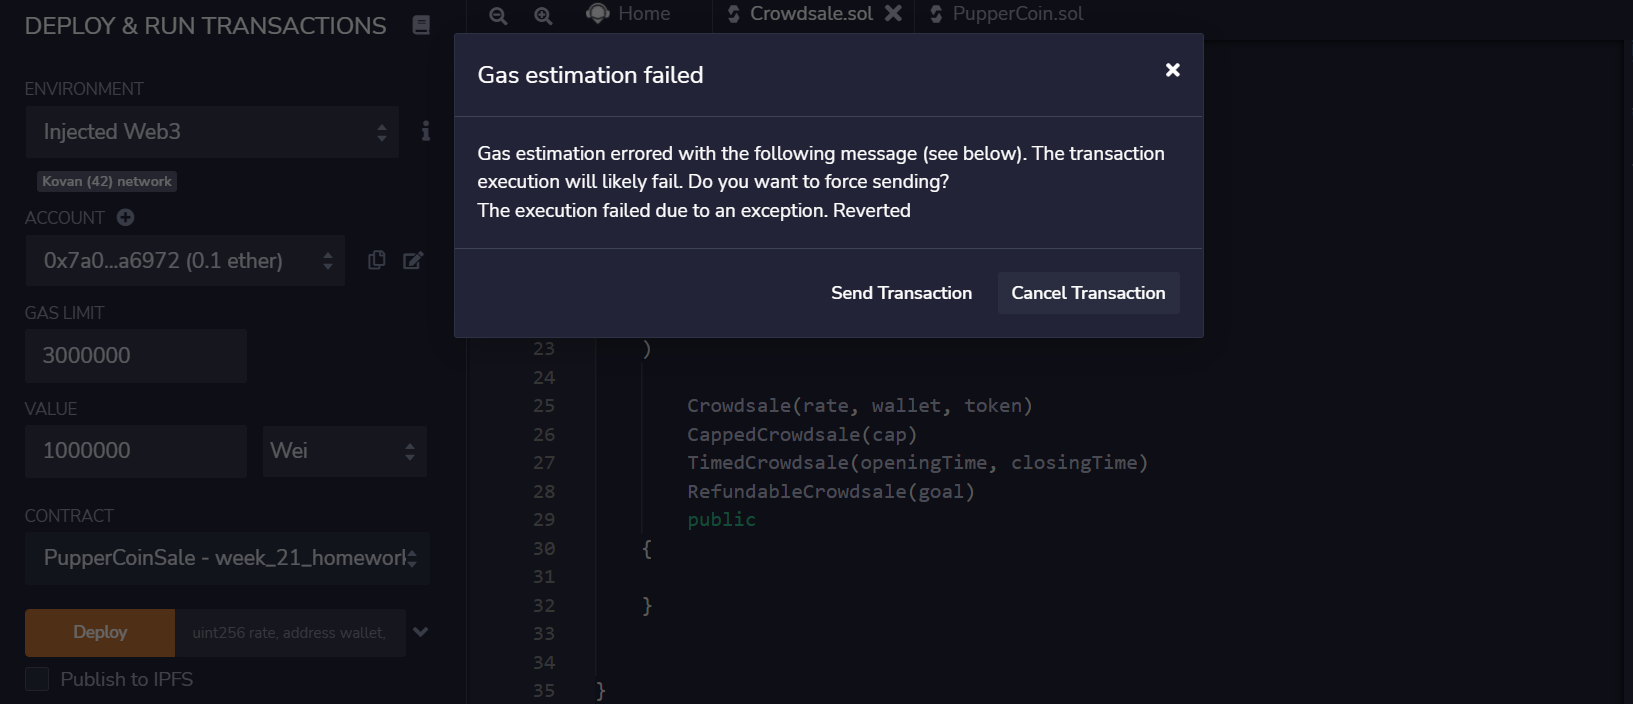 DEPLOY & RUN TRANSACTIONS
Home
Crowdsale.sol
PupperCoin.sol
ENVIRONMENT
Injected Web3
Kovan (42) network
ACCOUNT
0x7a0...a6972 (0.1 ether)
GAS LIMIT
3000000
VALUE
1000000
Wei
CONTRACT
PupperCoinSale - week_21_homework
Deploy
uint256 rate, address wallet,
Publish to IPFS
Gas estimation failed
Gas estimation errored with the following message (see below). The transaction
execution will likely fail. Do you want to force sending?
The execution failed due to an exception. Reverted
Send Transaction
Cancel Transaction
23 )
24
25 Crowdsale(rate, wallet, token)
26 CappedCrowdsale(cap)
27 TimedCrowdsale(openingTime, closingTime)
28 RefundableCrowdsale(goal)
29 public
30 {
31
32 }
33
34
35 }